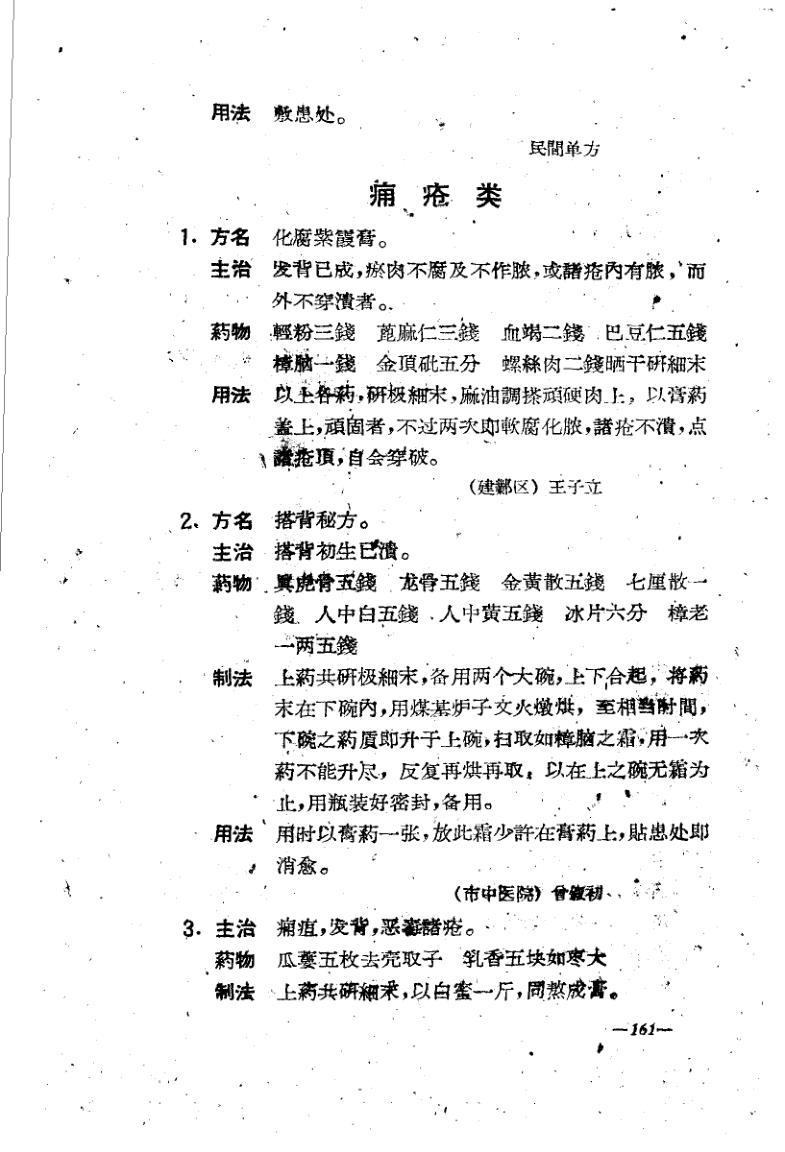 用法 敷患处。
民間单方
痈疮类
1. 方名 化腐紫霞膏。
主治 发背已成，瘀肉不腐及不作脓，或諸疮內有脓，而
外不穿潰者。
葯物 輕粉三錢 萆麻仁三錢 血竭二錢 巴豆仁五錢
樟脑一錢 金頂砒五分 螺絲肉二錢晒干研細末
用法 以上各葯，研极細末，麻油調搽頑硬肉上，以膏葯
盖上，頑固者，不过两次即軟腐化脓，諸疮不潰，点
諸疮頂，自会穿破。
（建鄴区）王子立
2、方名 搭背秘方。
主治 搭背初生已潰。
葯物 眞虎骨五錢 龙骨五錢 金黄散五錢 七厘散一
錢 人中白五錢 人中黄五錢 冰片六分 樟老
一两五錢
制法 上葯共研极細末，备用两个大碗，上下合起，将葯
末在下碗內，用煤基炉子文火燉烘，至相当时間，
下碗之葯质即升于上碗，扫取如樟脑之霜，用一次
葯不能升尽，反复再烘再取，以在上之碗无霜为
止，用瓶装好密封，备用。
用法 用时以膏葯一张，放此霜少許在膏葯上，貼患处即
消愈。
（市中医院）曾 初
3. 主治 痈疽，发背，恶毒諸疮。
葯物 瓜蔞五枚去壳取子 乳香五块如枣大
制法 上葯共研細末，以白蜜一斤，同熬成膏。
—161—